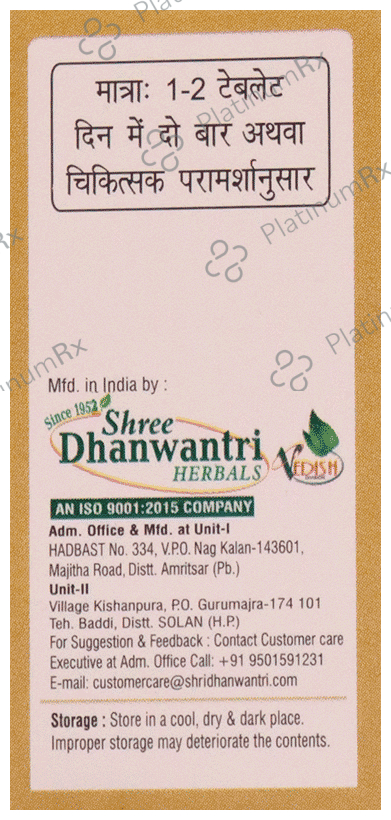 मात्राः 1-2 टेबलेट
दिन में दो बार अथवा
चिकित्सक परामर्शानुसार
Mfd. in India by :
Since 1952
Shree
Dhanwantri
HERBALS
VEDISH
AN ISO 9001:2015 COMPANY
Adm. Office & Mfd. at Unit-I
HADBAST No. 334, V.P.O. Nag Kalan-143601,
Majitha Road, Distt. Amritsar (Pb.)
Unit-II
Village Kishanpura, P.O. Gurumajra-174 101
Teh. Baddi, Distt. SOLAN (H.P.)
For Suggestion & Feedback : Contact Customer care
Executive at Adm. Office Call: +91 9501591231
E-mail: customercare@shridhanwantri.com
Storage : Store in a cool, dry & dark place.
Improper storage may deteriorate the contents.
PlatinumRx
PlatinumRx
PlatinumRx